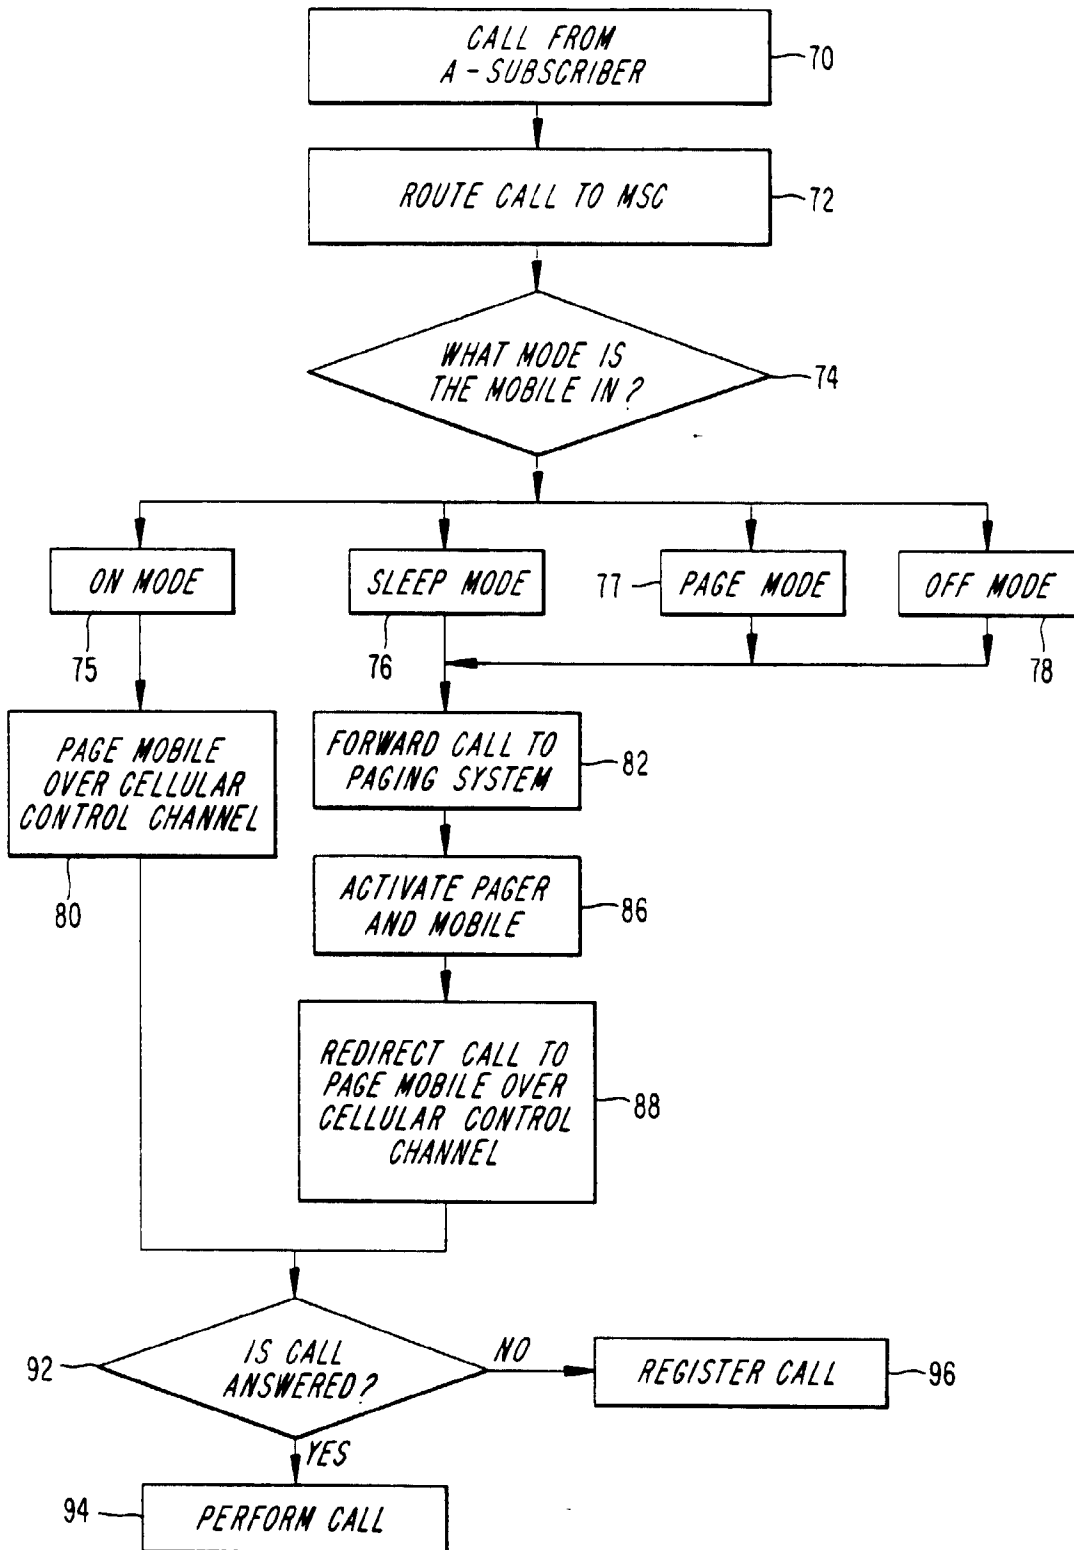 CALL FROM
A-SUBSCRIBER
70
ROUTE CALL TO MSC
72
WHAT MODE IS
THE MOBILE IN?
74
ON MODE
75
SLEEP MODE
76
77
PAGE MODE
OFF MODE
78
PAGE MOBILE
OVER CELLULAR
CONTROL CHANNEL
80
FORWARD CALL TO
PAGING SYSTEM
82
ACTIVATE PAGER
AND MOBILE
86
REDIRECT CALL TO
PAGE MOBILE OVER
CELLULAR CONTROL
CHANNEL
88
92
IS CALL
ANSWERED?
NO
REGISTER CALL
96
YES
94
PERFORM CALL